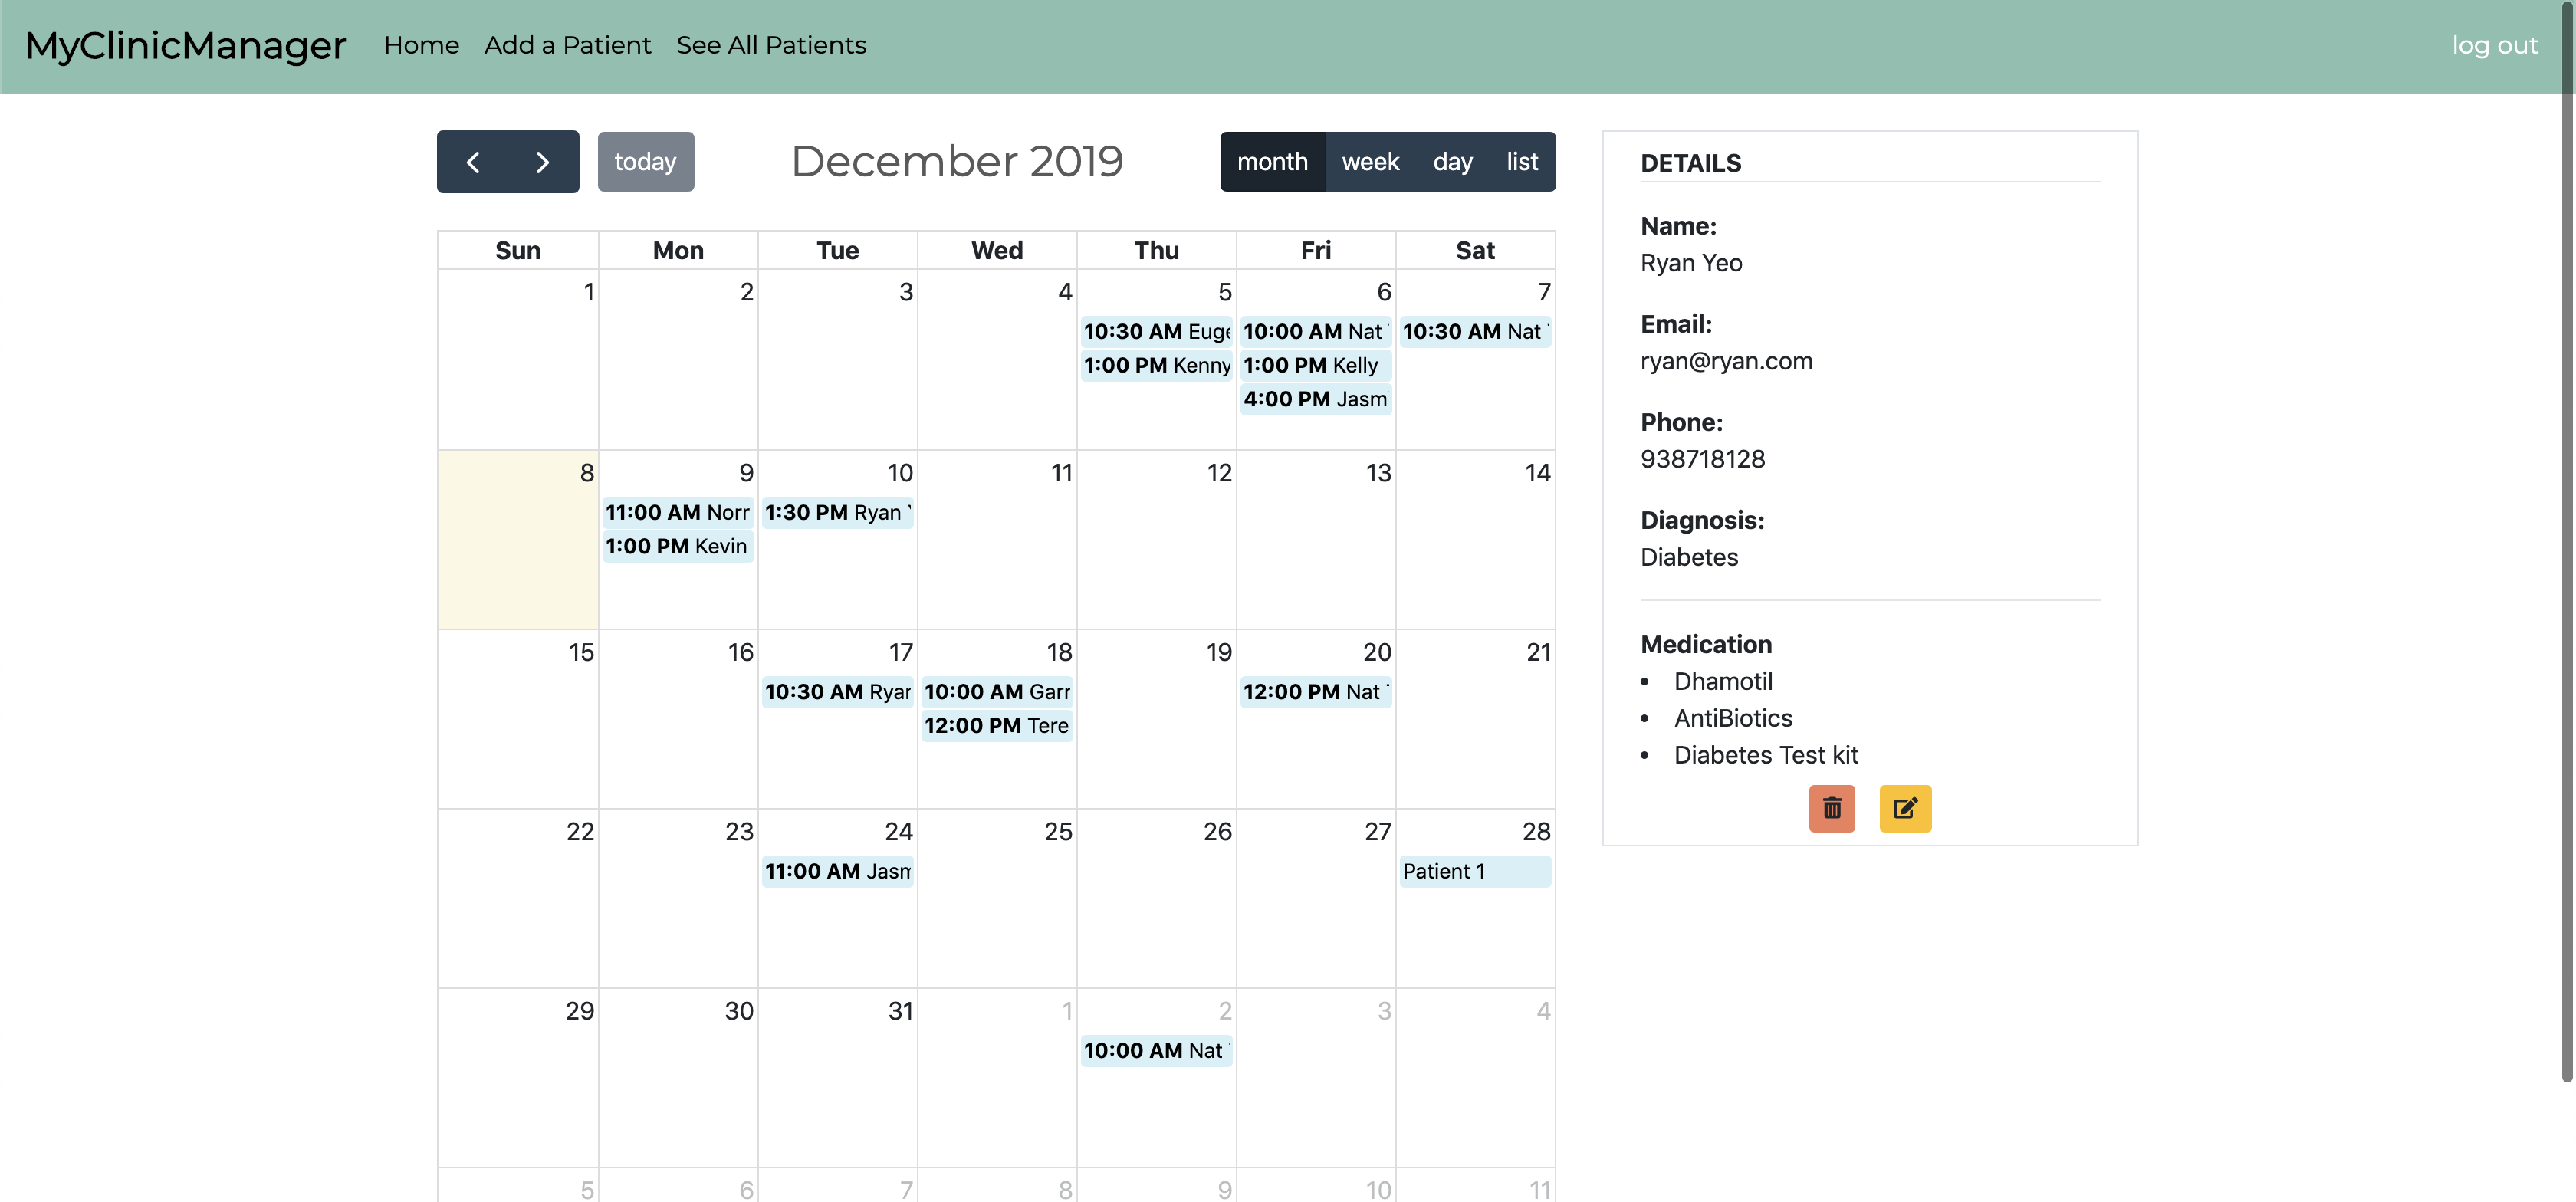 MyClinicManager Home Add a Patient See All Patients log out
today December 2019 month week day list
Sun Mon Tue Wed Thu Fri Sat
1 2 3 4 5 6 7
10:30 AM Euge 10:00 AM Nat 10:30 AM Nat
1:00 PM Kenny 1:00 PM Kelly
4:00 PM Jasm
8 9 10 11 12 13 14
11:00 AM Norr 1:30 PM Ryan
1:00 PM Kevin
15 16 17 18 19 20 21
10:30 AM Ryar 10:00 AM Garr 12:00 PM Nat
12:00 PM Tere
22 23 24 25 26 27 28
11:00 AM Jasm Patient 1
29 30 31 1 2 3 4
10:00 AM Nat
5 6 7 8 9 10 11
DETAILS
Name:
Ryan Yeo
Email:
ryan@ryan.com
Phone:
938718128
Diagnosis:
Diabetes
Medication
• Dhamotil
• AntiBiotics
• Diabetes Test kit